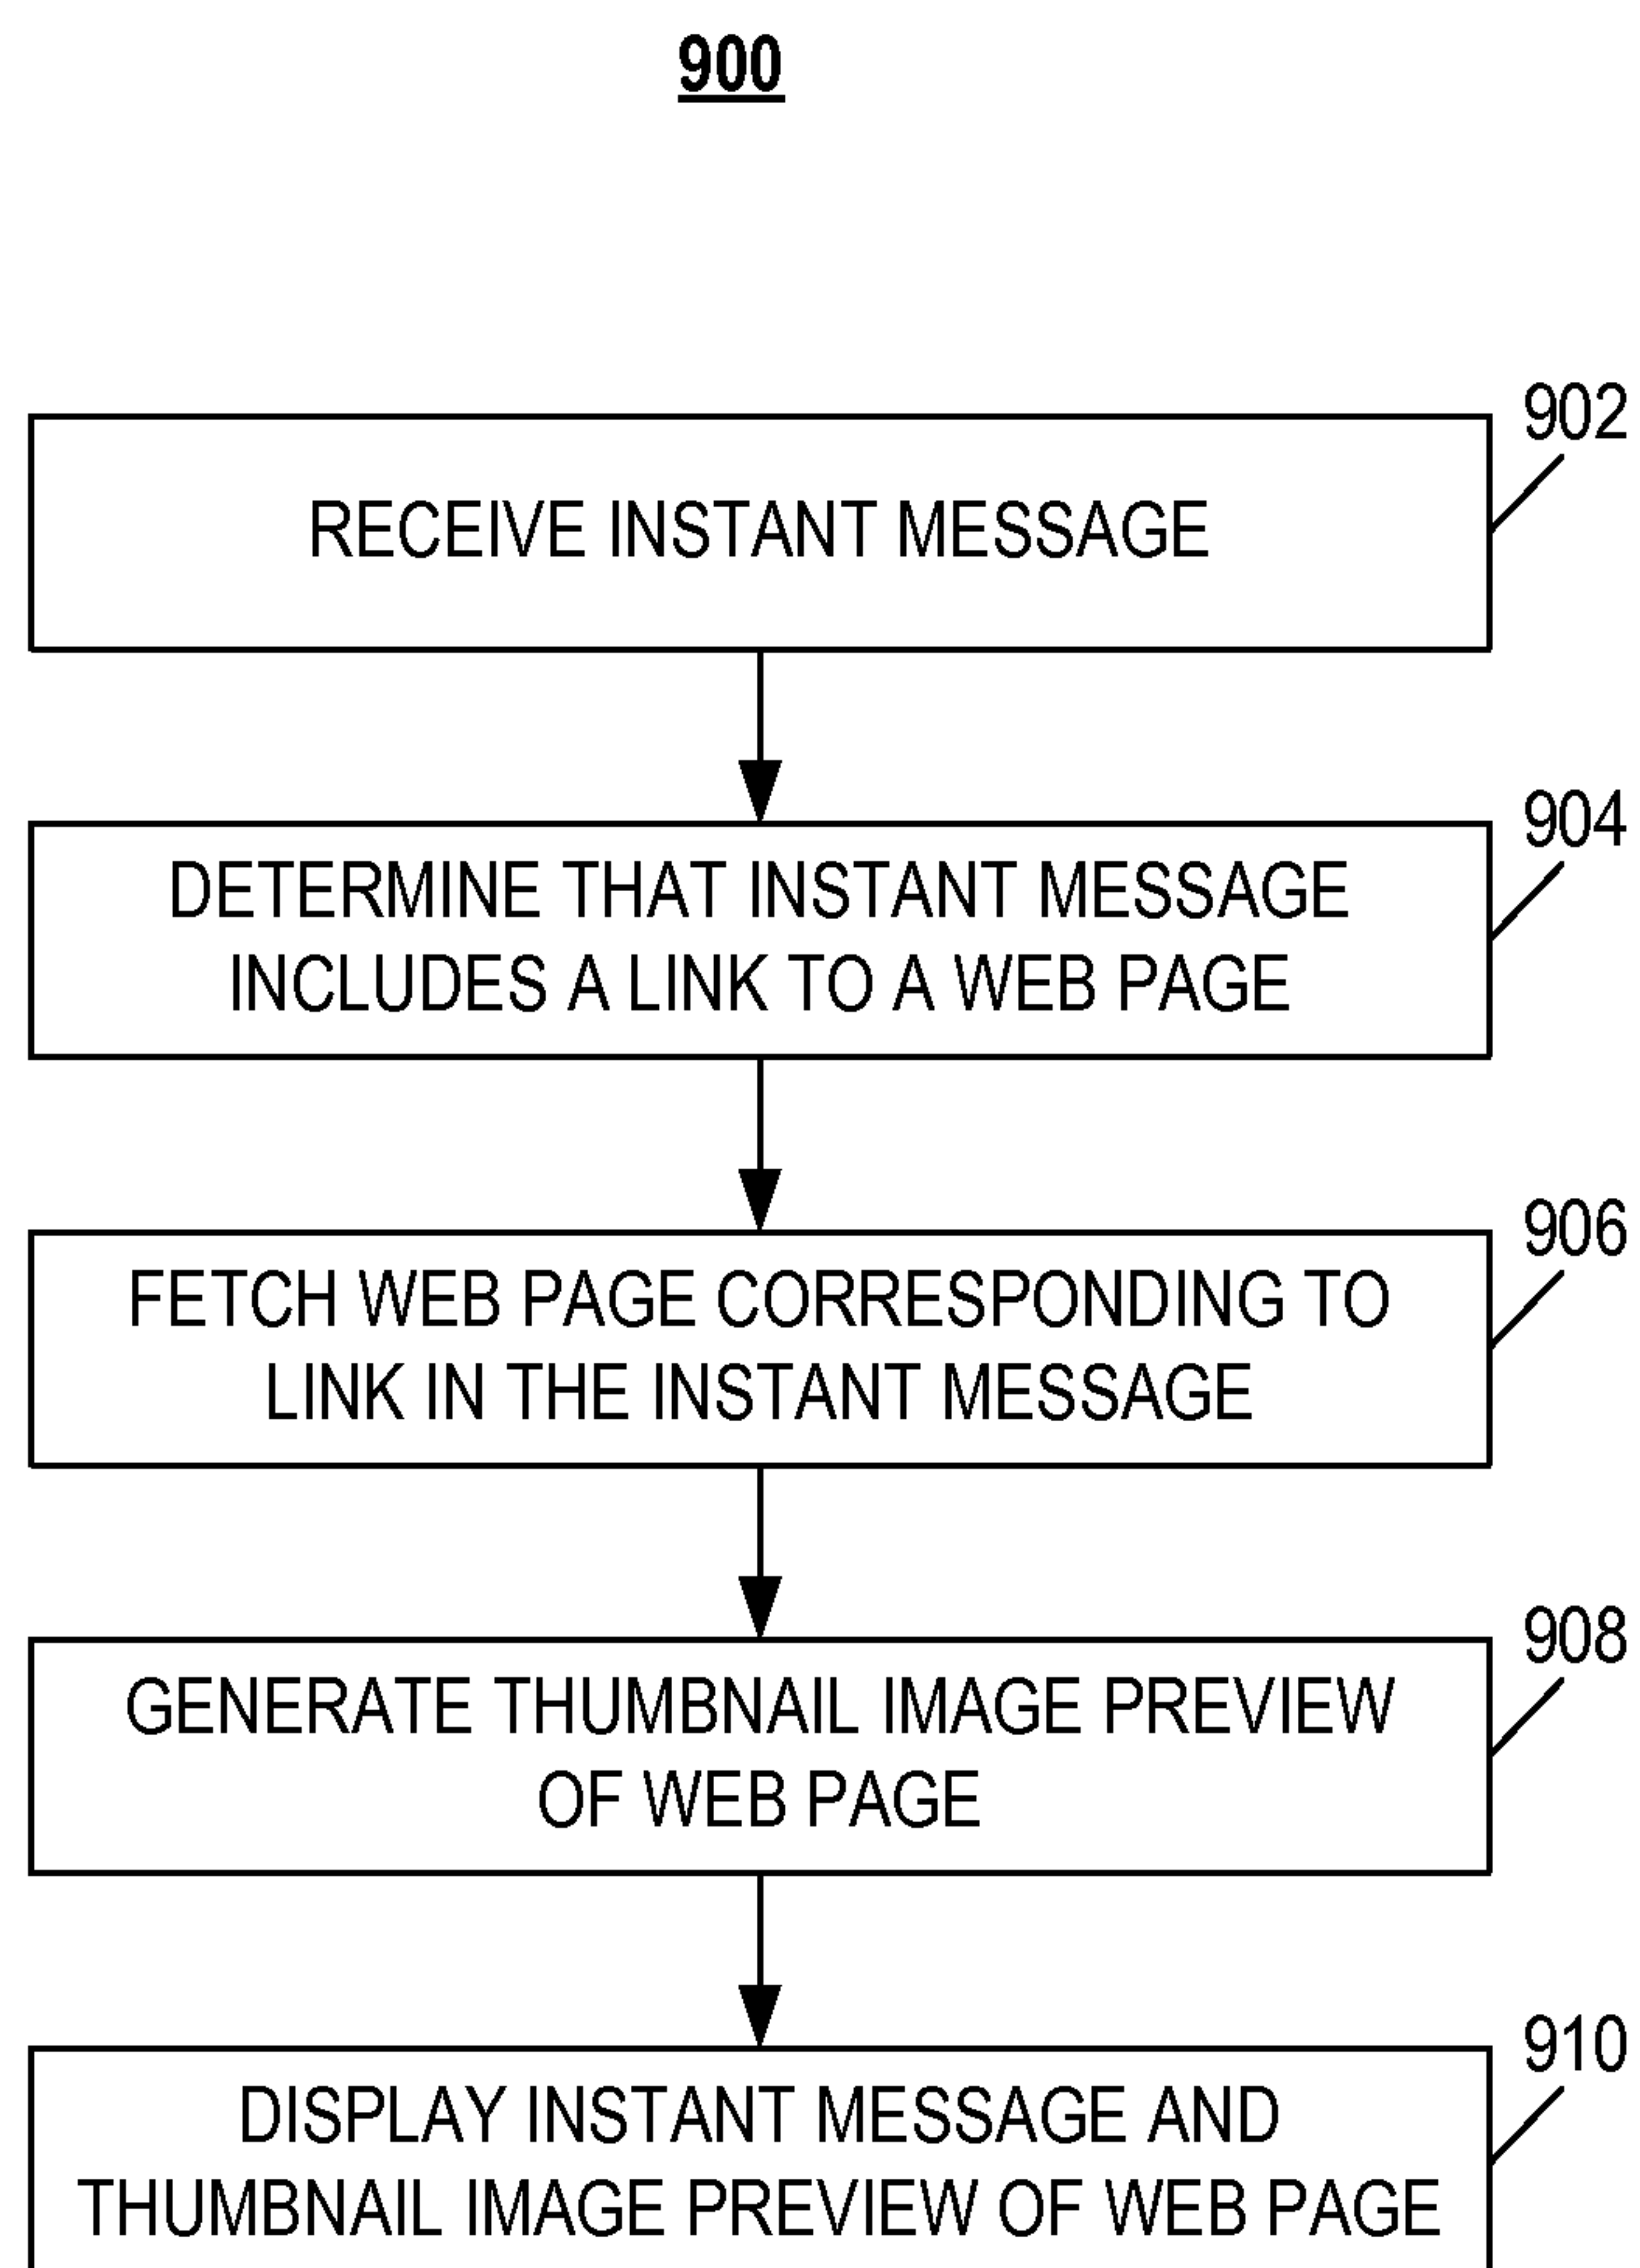 900
902
RECEIVE INSTANT MESSAGE
904
DETERMINE THAT INSTANT MESSAGE
INCLUDES A LINK TO A WEB PAGE
906
FETCH WEB PAGE CORRESPONDING TO
LINK IN THE INSTANT MESSAGE
908
GENERATE THUMBNAIL IMAGE PREVIEW
OF WEB PAGE
910
DISPLAY INSTANT MESSAGE AND
THUMBNAIL IMAGE PREVIEW OF WEB PAGE